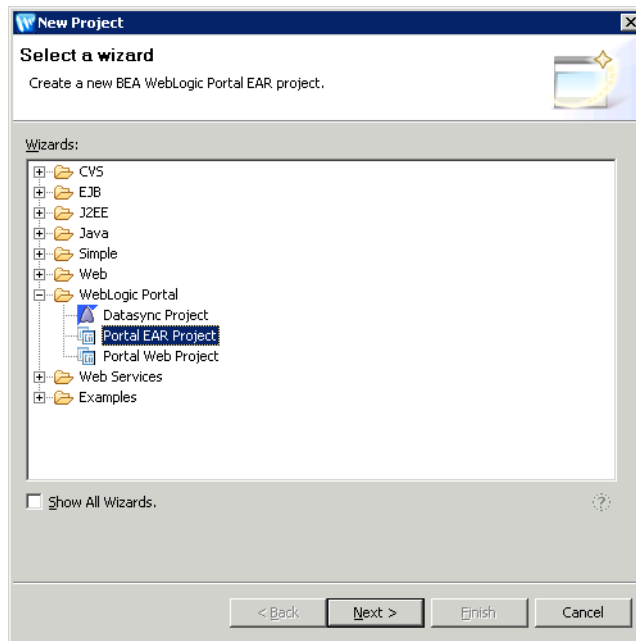 New Project
Select a wizard
Create a new BEA WebLogic Portal EAR project.
Wizards:
CVS
EJB
J2EE
Java
Simple
Web
WebLogic Portal
Datasync Project
Portal EAR Project
Portal Web Project
Web Services
Examples
Show All Wizards.
?
< Back Next > Finish Cancel